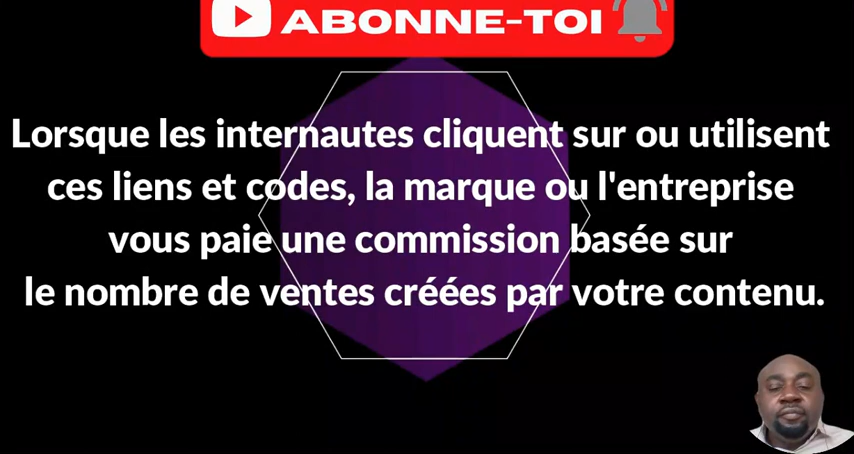 ABONNE-TOI
Lorsque les internautes cliquent sur ou utilisent
ces liens et codes, la marque ou l'entreprise
vous paie une commission basée sur
le nombre de ventes créées par votre contenu.